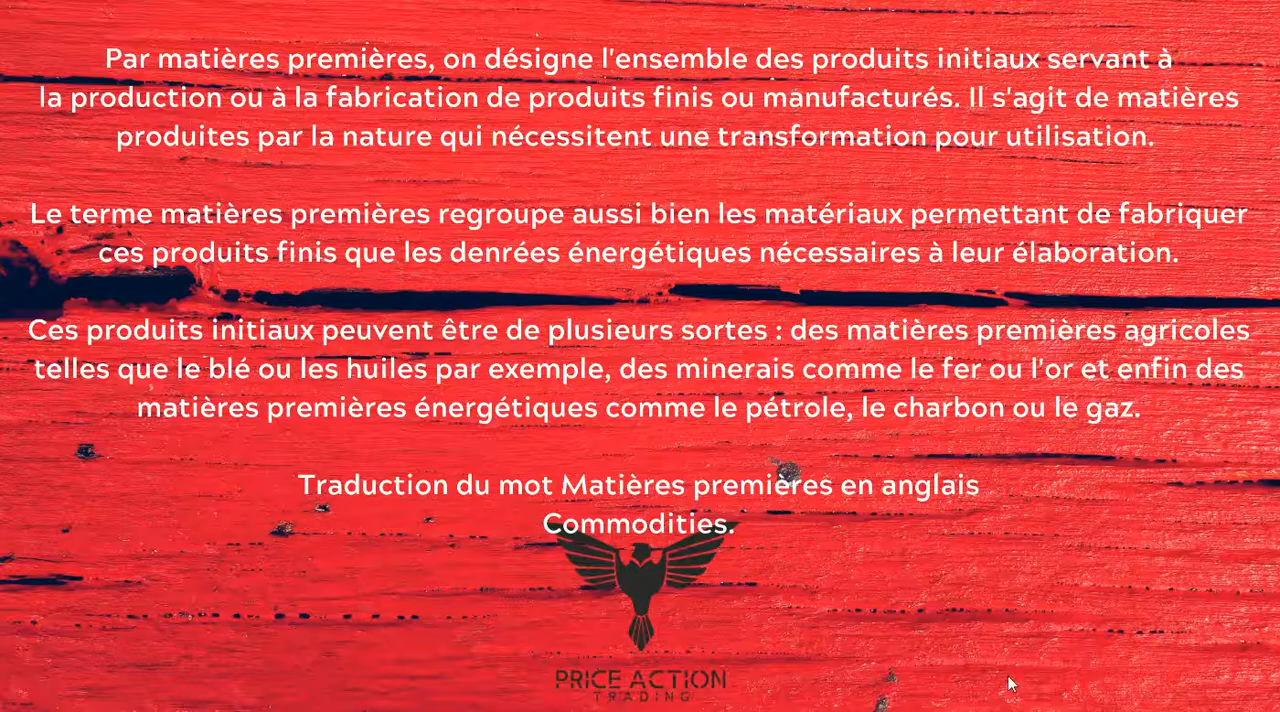 Par matières premières, on désigne l'ensemble des produits initiaux servant à
la production ou à la fabrication de produits finis ou manufacturés. Il s'agit de matières
produites par la nature qui nécessitent une transformation pour utilisation.
Le terme matières premières regroupe aussi bien les matériaux permettant de fabriquer
ces produits finis que les denrées énergétiques nécessaires à leur élaboration.
Ces produits initiaux peuvent être de plusieurs sortes : des matières premières agricoles
telles que le blé ou les huiles par exemple, des minerais comme le fer ou l'or et enfin des
matières premières énergétiques comme le pétrole, le charbon ou le gaz.
Traduction du mot Matières premières en anglais
Commodities.
PRICE ACTION
TRADING